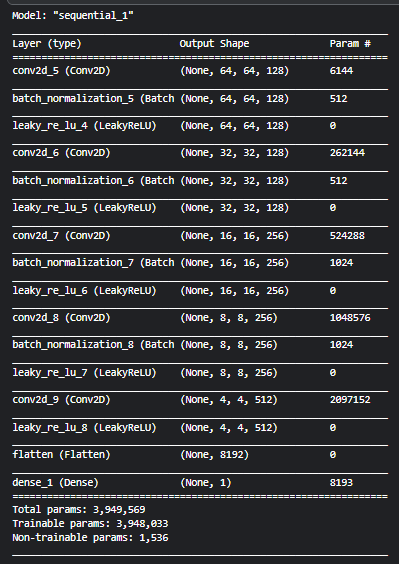 Model: "sequential_1"
Layer (type) Output Shape Param #
conv2d_5 (Conv2D) (None, 64, 64, 128) 6144
batch_normalization_5 (Batch (None, 64, 64, 128) 512
leaky_re_lu_4 (LeakyReLU) (None, 64, 64, 128) 0
conv2d_6 (Conv2D) (None, 32, 32, 128) 262144
batch_normalization_6 (Batch (None, 32, 32, 128) 512
leaky_re_lu_5 (LeakyReLU) (None, 32, 32, 128) 0
conv2d_7 (Conv2D) (None, 16, 16, 256) 524288
batch_normalization_7 (Batch (None, 16, 16, 256) 1024
leaky_re_lu_6 (LeakyReLU) (None, 16, 16, 256) 0
conv2d_8 (Conv2D) (None, 8, 8, 256) 1048576
batch_normalization_8 (Batch (None, 8, 8, 256) 1024
leaky_re_lu_7 (LeakyReLU) (None, 8, 8, 256) 0
conv2d_9 (Conv2D) (None, 4, 4, 512) 2097152
leaky_re_lu_8 (LeakyReLU) (None, 4, 4, 512) 0
flatten (Flatten) (None, 8192) 0
dense_1 (Dense) (None, 1) 8193
Total params: 3,949,569
Trainable params: 3,948,033
Non-trainable params: 1,536